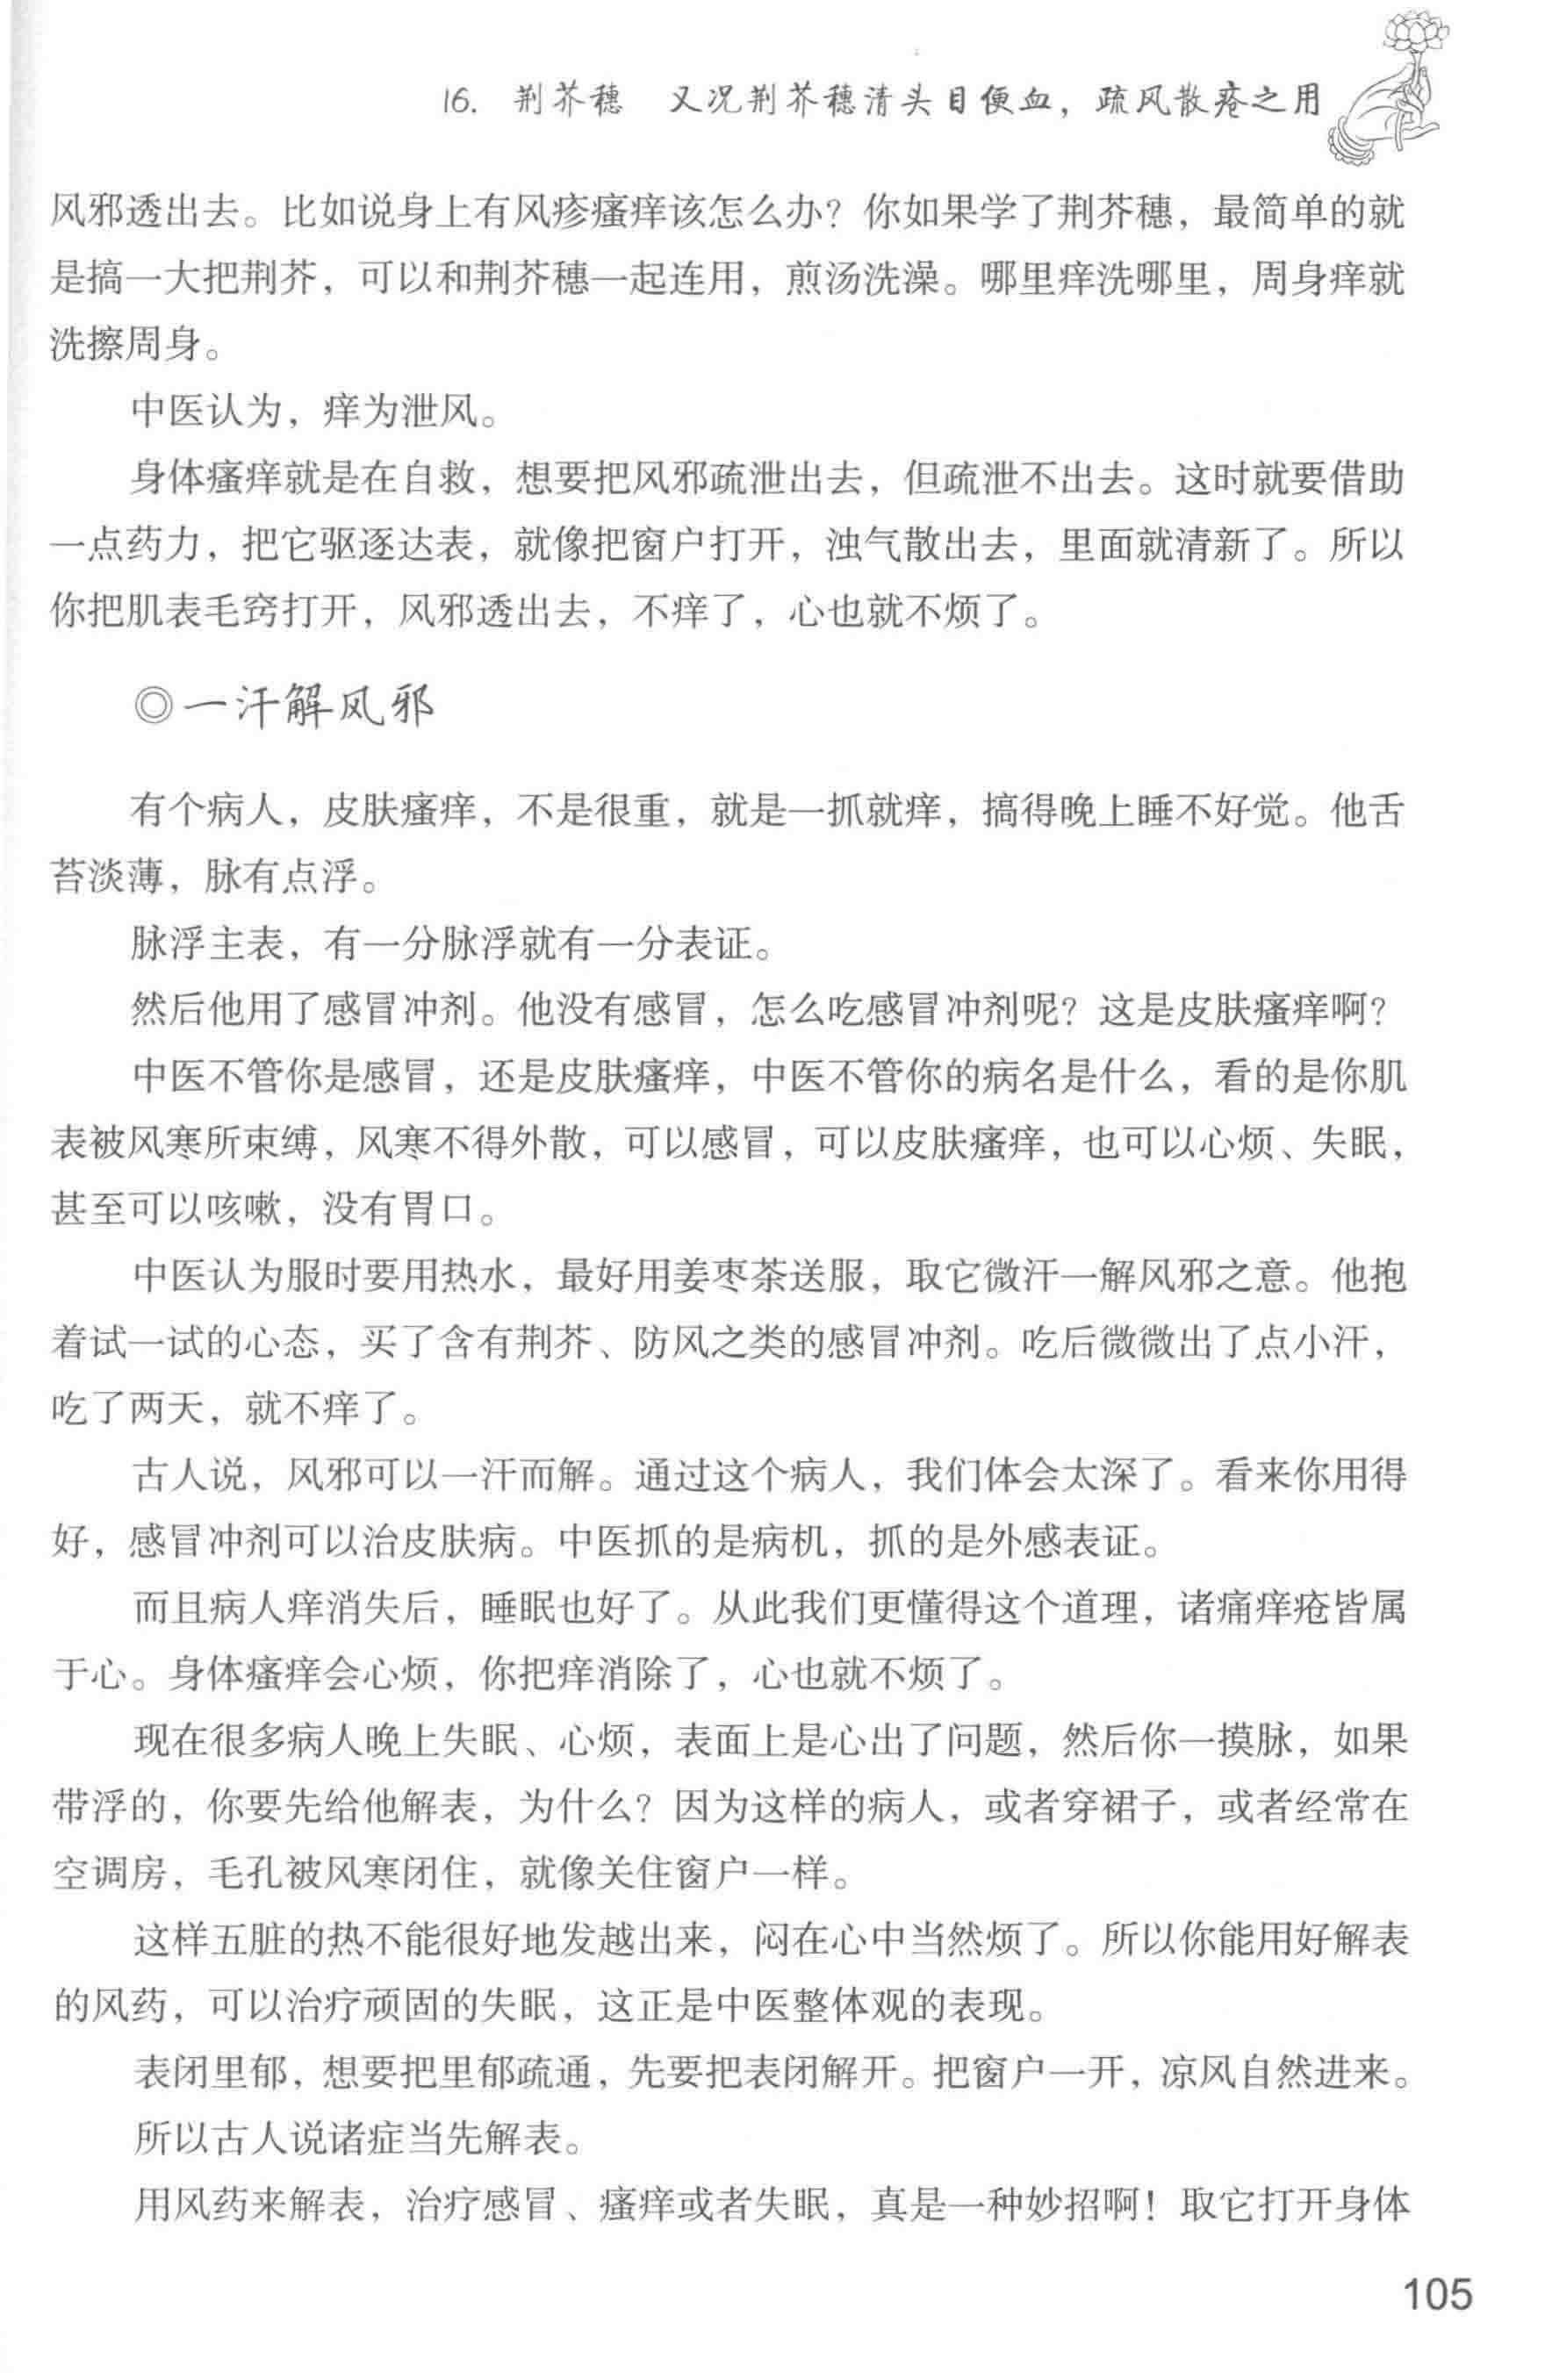 16. 荆芥穗 又况荆芥穗清头目便血，疏风散疮之用
风邪透出去。比如说身上有风疹瘙痒该怎么办？你如果学了荆芥穗，最简单的就
是搞一大把荆芥，可以和荆芥穗一起连用，煎汤洗澡。哪里痒洗哪里，周身痒就
洗擦周身。
中医认为，痒为泄风。
身体瘙痒就是在自救，想要把风邪疏泄出去，但疏泄不出去。这时就要借助
一点药力，把它驱逐达表，就像把窗户打开，浊气散出去，里面就清新了。所以
你把肌表毛窍打开，风邪透出去，不痒了，心也就不烦了。
◎一汗解风邪
有个病人，皮肤瘙痒，不是很重，就是一抓就痒，搞得晚上睡不好觉。他舌
苔淡薄，脉有点浮。
脉浮主表，有一分脉浮就有一分表证。
然后他用了感冒冲剂。他没有感冒，怎么吃感冒冲剂呢？这是皮肤瘙痒啊？
中医不管你是感冒，还是皮肤瘙痒，中医不管你的病名是什么，看的是你肌
表被风寒所束缚，风寒不得外散，可以感冒，可以皮肤瘙痒，也可以心烦、失眠，
甚至可以咳嗽，没有胃口。
中医认为服时要用热水，最好用姜枣茶送服，取它微汗一解风邪之意。他抱
着试一试的心态，买了含有荆芥、防风之类的感冒冲剂。吃后微微出了点小汗，
吃了两天，就不痒了。
古人说，风邪可以一汗而解。通过这个病人，我们体会太深了。看来你用得
好，感冒冲剂可以治皮肤病。中医抓的是病机，抓的是外感表证。
而且病人痒消失后，睡眠也好了。从此我们更懂得这个道理，诸痛痒疮皆属
于心。身体瘙痒会心烦，你把痒消除了，心也就不烦了。
现在很多病人晚上失眠、心烦，表面上是心出了问题，然后你一摸脉，如果
带浮的，你要先给他解表，为什么？因为这样的病人，或者穿裙子，或者经常在
空调房，毛孔被风寒闭住，就像关住窗户一样。
这样五脏的热不能很好地发越出来，闷在心中当然烦了。所以你能用好解表
的风药，可以治疗顽固的失眠，这正是中医整体观的表现。
表闭里郁，想要把里郁疏通，先要把表闭解开。把窗户一开，凉风自然进来。
所以古人说诸症当先解表。
用风药来解表，治疗感冒、瘙痒或者失眠，真是一种妙招啊！取它打开身体
105